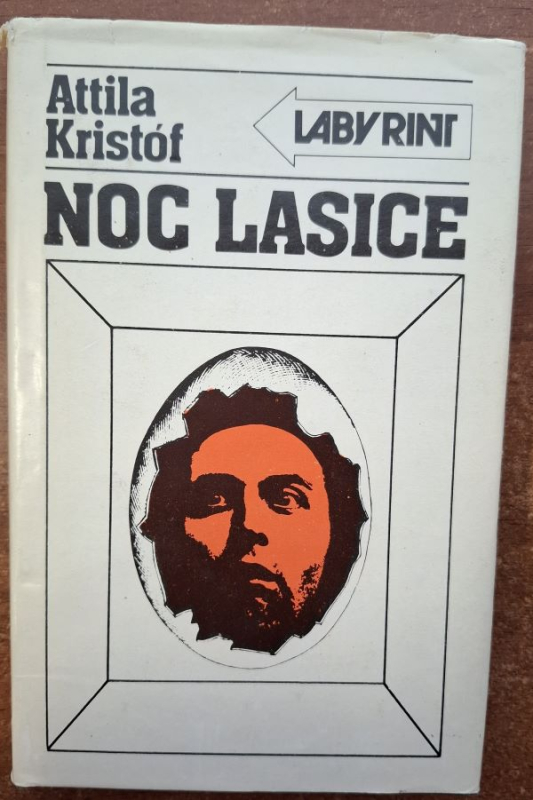 Attila
Kristóf
LABYRINT
NOC LASICE